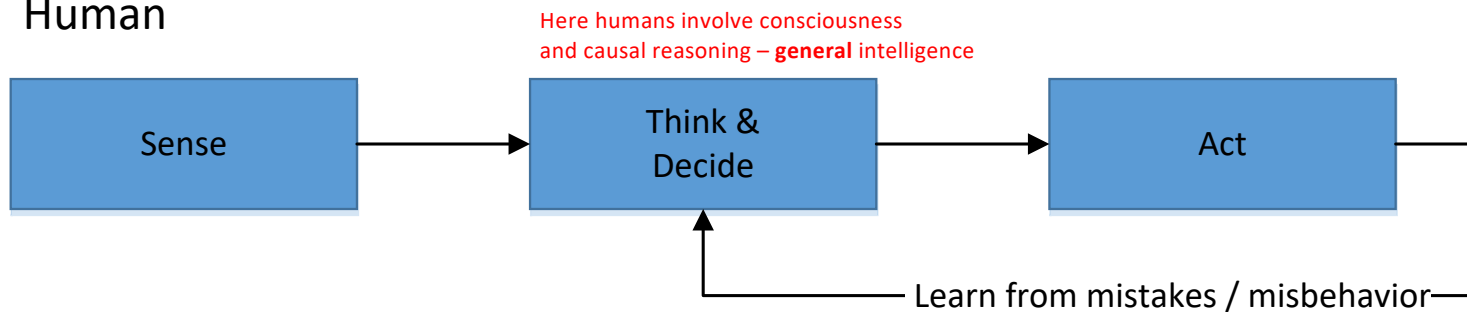 Human
Here humans involve consciousness
and causal reasoning – general intelligence
Sense
Think &
Decide
Act
Learn from mistakes / misbehavior